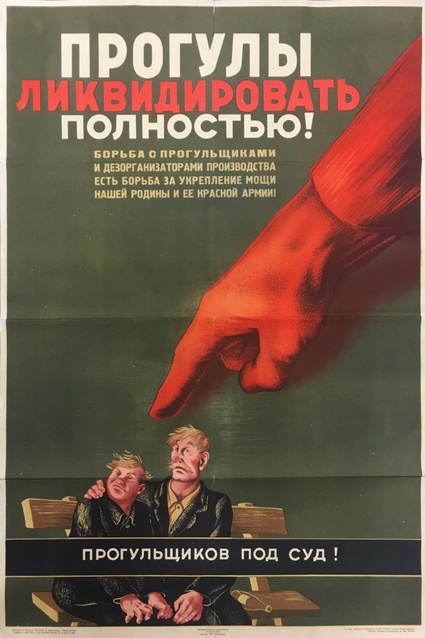 ПРОГУЛЫ
ЛИКВИДИРОВАТЬ
ПОЛНОСТЬЮ!
БОРЬБА С ПРОГУЛЬЩИКАМИ
И ДЕЗОРГАНИЗАТОРАМИ ПРОИЗВОДСТВА
ЕСТЬ БОРЬБА ЗА УКРЕПЛЕНИЕ МОЩИ
НАШЕЙ РОДИНЫ И ЕЕ КРАСНОЙ АРМИИ!
ПРОГУЛЬЩИКОВ ПОД СУД!